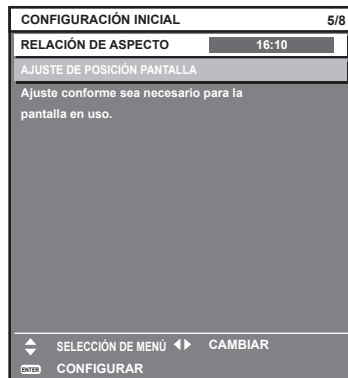 CONFIGURACIÓN INICIAL 5/8
RELACIÓN DE ASPECTO 16:10
AJUSTE DE POSICIÓN PANTALLA
Ajuste conforme sea necesario para la
pantalla en uso.
SELECCIÓN DE MENÚ CAMBIAR
ENTER CONFIGURAR